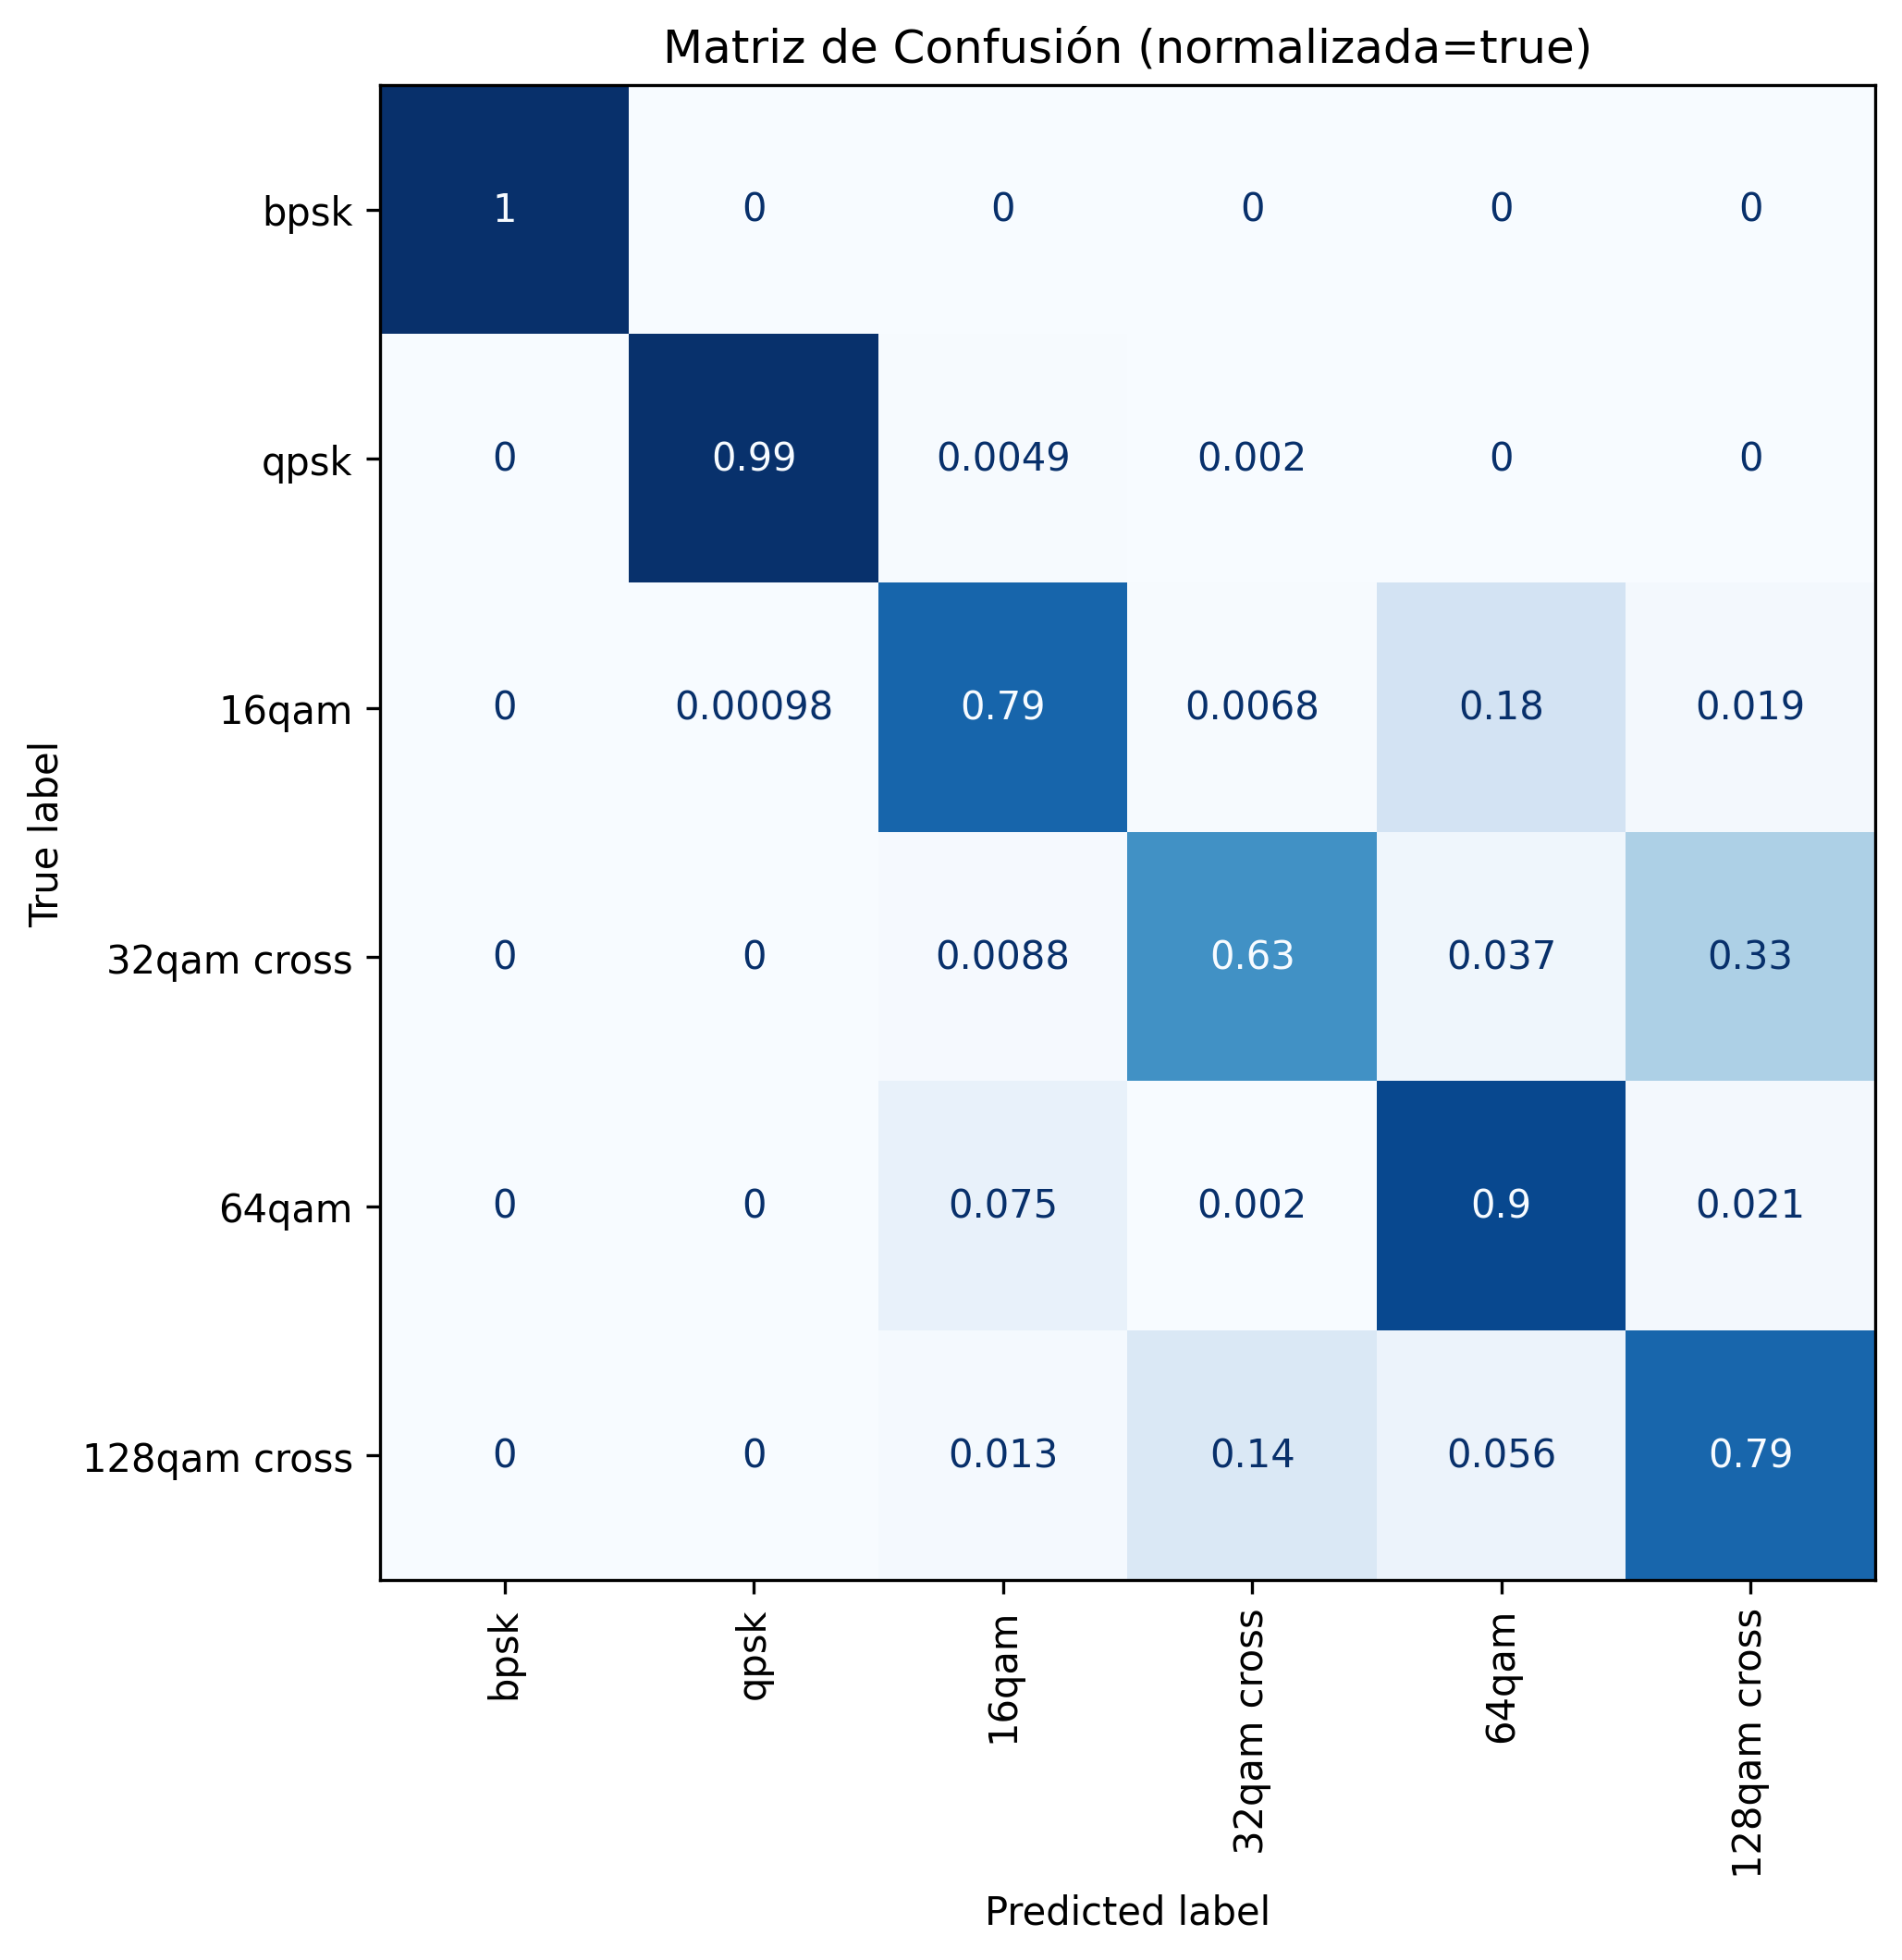 Matriz de Confusión (normalizada=true)
bpsk 1 0 0 0 0 0
qpsk 0 0.99 0.0049 0.002 0 0
16qam 0 0.00098 0.79 0.0068 0.18 0.019
True label
32qam cross 0 0 0.0088 0.63 0.037 0.33
64qam 0 0 0.075 0.002 0.9 0.021
128qam cross 0 0 0.013 0.14 0.056 0.79
bpsk
qpsk
16qam
32qam cross
64qam
128qam cross
Predicted label